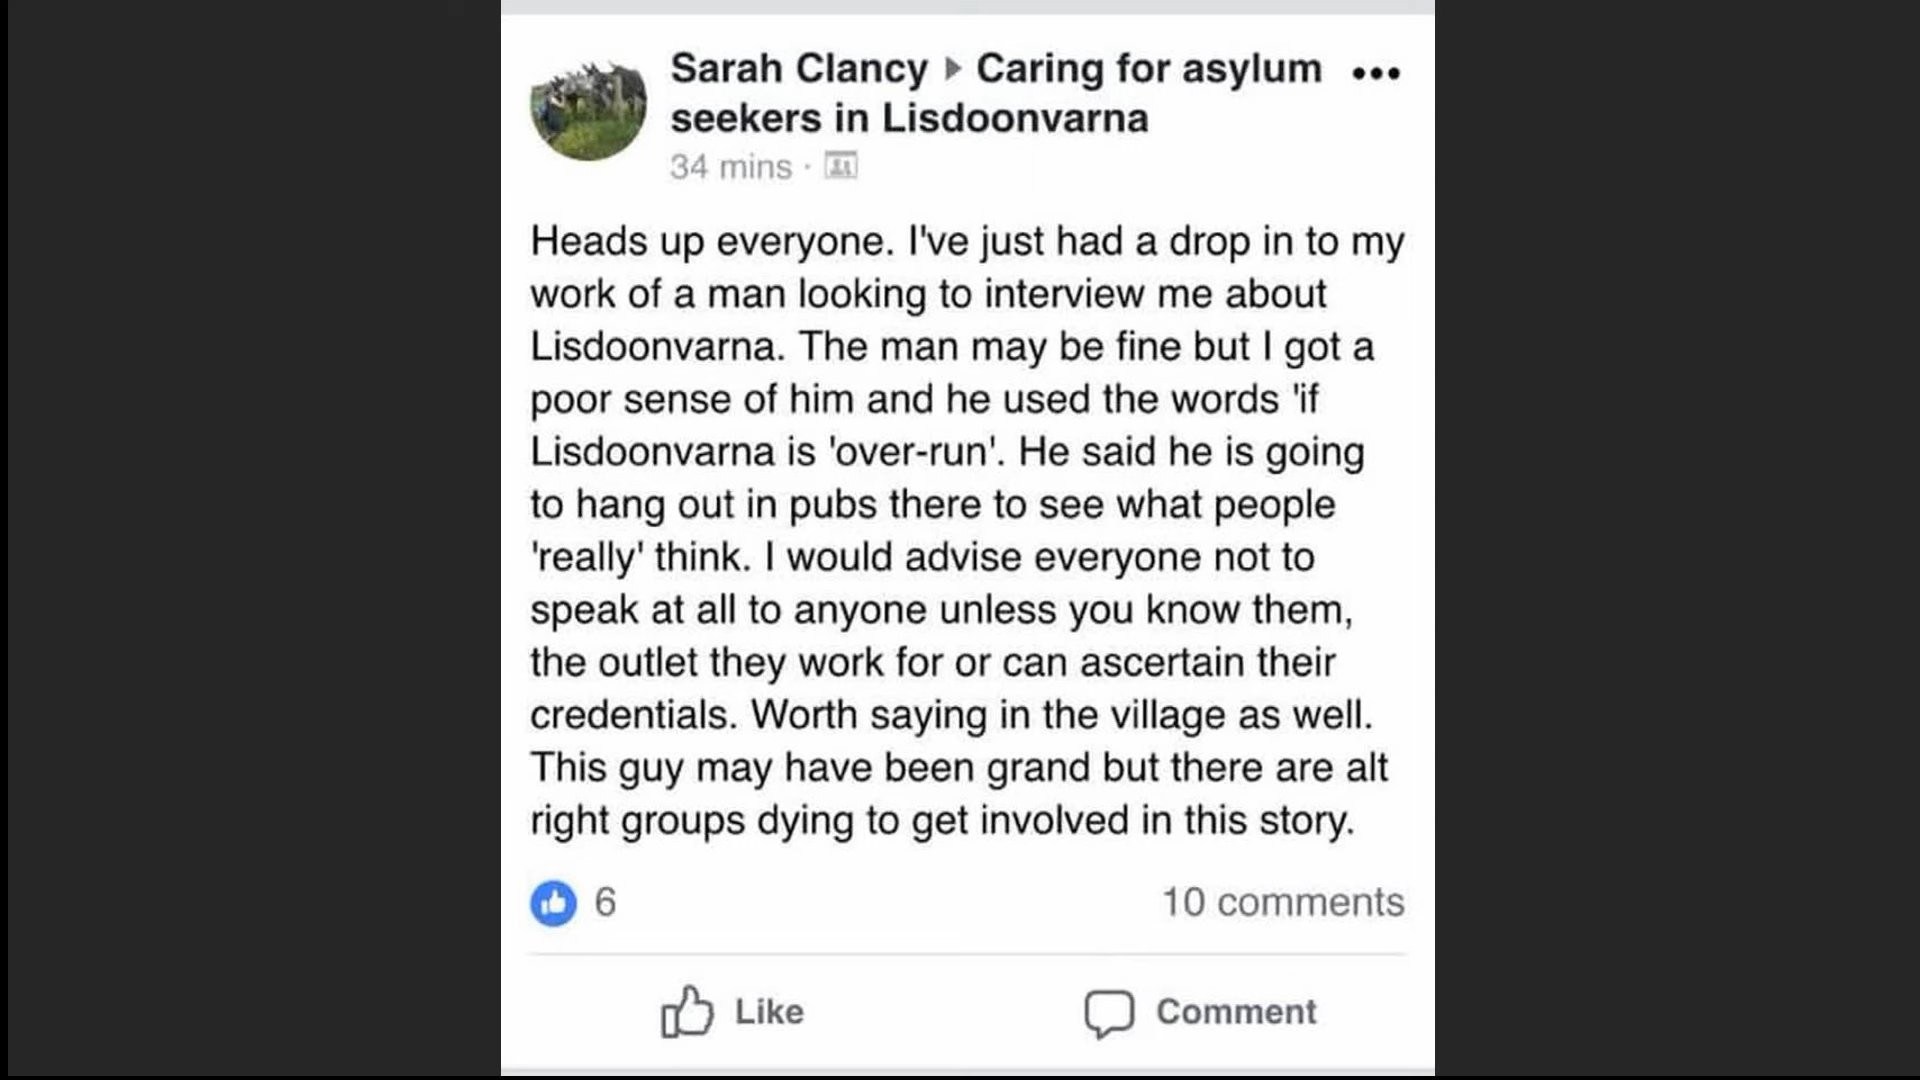 Sarah Clancy ▸ Caring for asylum
seekers in Lisdoonvarna
34 mins ·
Heads up everyone. I've just had a drop in to my
work of a man looking to interview me about
Lisdoonvarna. The man may be fine but I got a
poor sense of him and he used the words 'if
Lisdoonvarna is 'over-run'. He said he is going
to hang out in pubs there to see what people
'really' think. I would advise everyone not to
speak at all to anyone unless you know them,
the outlet they work for or can ascertain their
credentials. Worth saying in the village as well.
This guy may have been grand but there are alt
right groups dying to get involved in this story.
6 10 comments
Like Comment